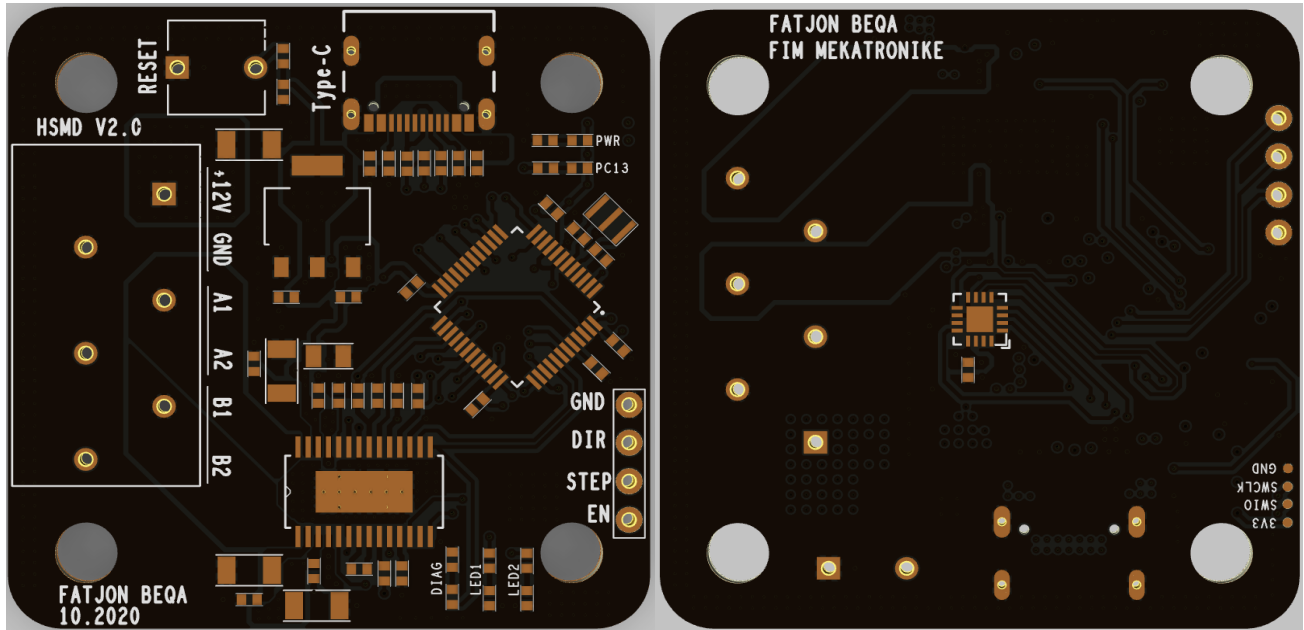 RESET
Type-C
HSMD V2.0
PWR
PC13
+12V
GND
A1
A2
B1
B2
GND
DIR
STEP
EN
DIAG
LED1
LED2
FATJON BEQA
10.2020
FATJON BEQA
FIM MEKATRONIKE
GND
SWCLK
SWIO
3V3